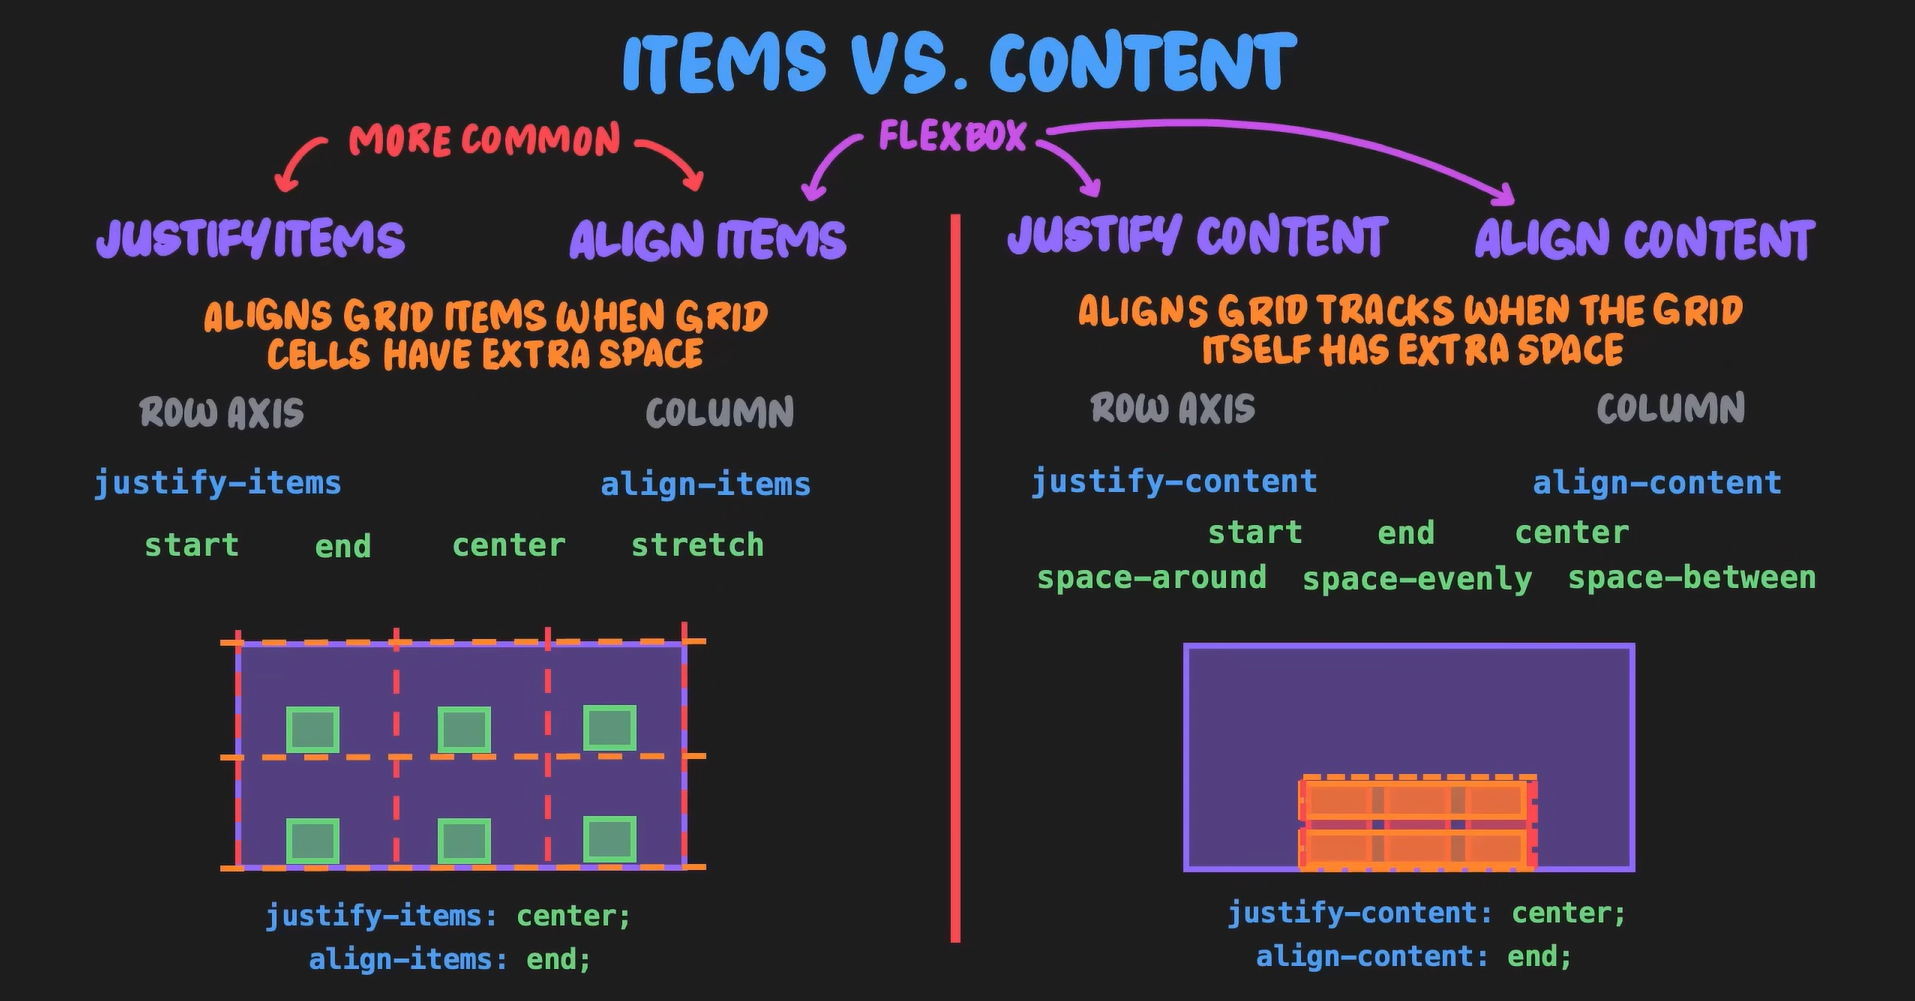 ITEMS VS. CONTENT
MORE COMMON
FLEXBOX
JUSTIFY ITEMS
ALIGN ITEMS
JUSTIFY CONTENT
ALIGN CONTENT
ALIGNS GRID ITEMS WHEN GRID
CELLS HAVE EXTRA SPACE
ROW AXIS
COLUMN
justify-items
align-items
start end center stretch
justify-items: center;
align-items: end;
ALIGNS GRID TRACKS WHEN THE GRID
ITSELF HAS EXTRA SPACE
ROW AXIS
COLUMN
justify-content
align-content
start end center
space-around space-evenly space-between
justify-content: center;
align-content: end;